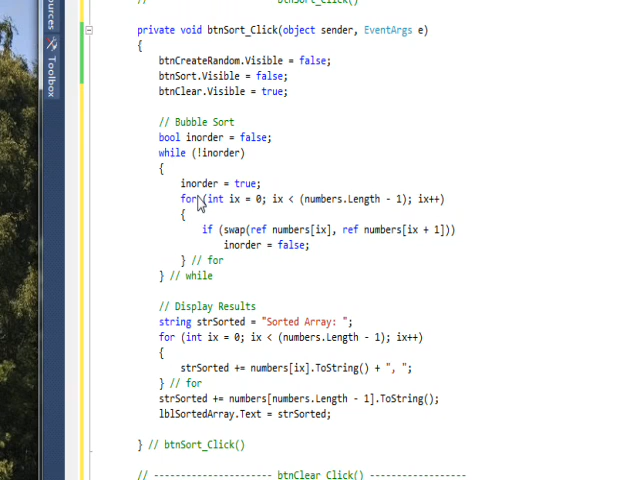 // btnSort_Click()
ources
Toolbox
private void btnSort_Click(object sender, EventArgs e)
{
btnCreateRandom.Visible = false;
btnSort.Visible = false;
btnClear.Visible = true;
// Bubble Sort
bool inorder = false;
while (!inorder)
{
inorder = true;
for (int ix = 0; ix < (numbers.Length - 1); ix++)
{
if (swap(ref numbers[ix], ref numbers[ix + 1]))
inorder = false;
} // for
} // while
// Display Results
string strSorted = "Sorted Array: ";
for (int ix = 0; ix < (numbers.Length - 1); ix++)
{
strSorted += numbers[ix].ToString() + ", ";
} // for
strSorted += numbers[numbers.Length - 1].ToString();
lblSortedArray.Text = strSorted;
} // btnSort_Click()
// ---------------------- btnClear_Click() ------------------